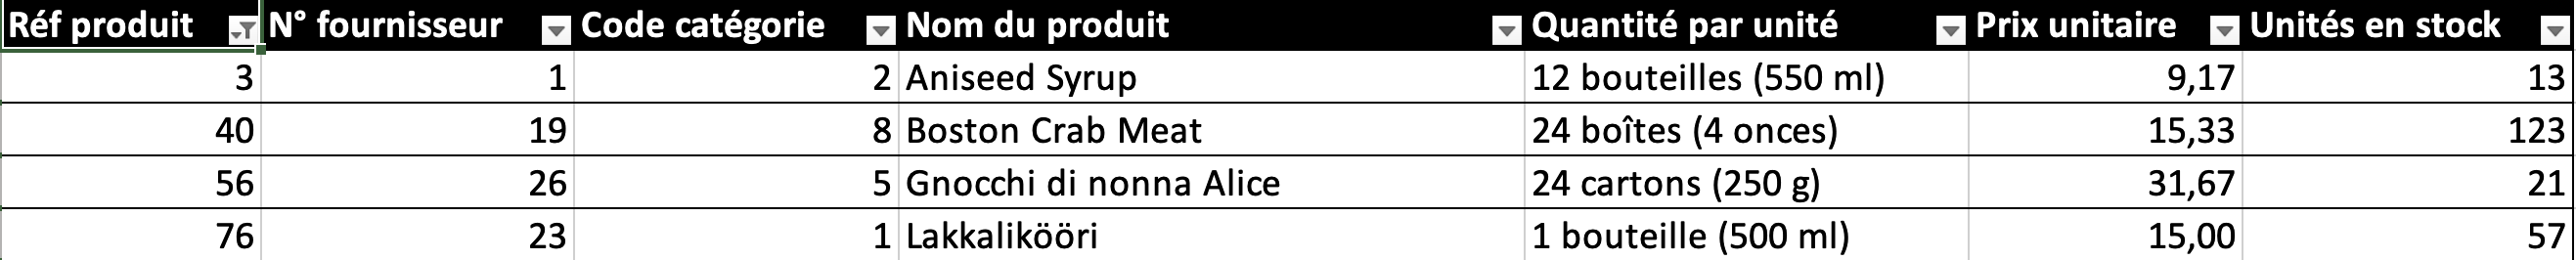 Réf produit N° fournisseur Code catégorie Nom du produit Quantité par unité Prix unitaire Unités en stock
3 1 2 Aniseed Syrup 12 bouteilles (550 ml) 9,17 13
40 19 8 Boston Crab Meat 24 boîtes (4 onces) 15,33 123
56 26 5 Gnocchi di nonna Alice 24 cartons (250 g) 31,67 21
76 23 1 Lakkalikööri 1 bouteille (500 ml) 15,00 57